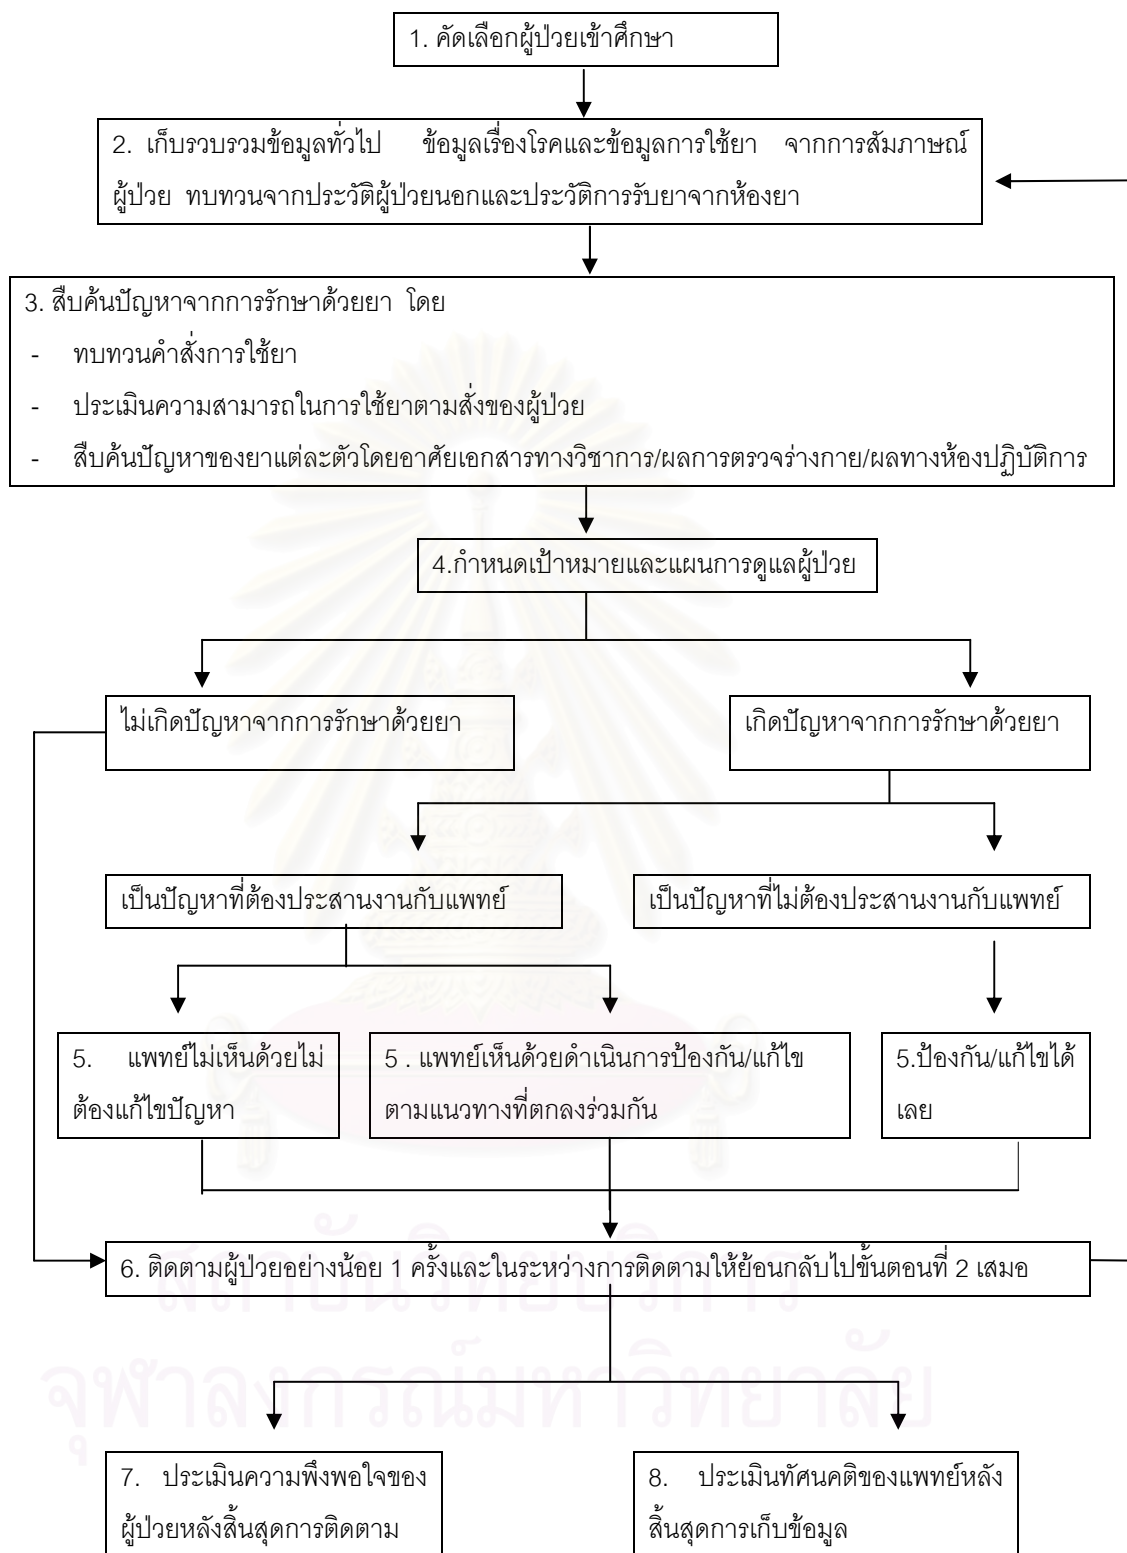 1. คัดเลือกผู้ป่วยเข้าศึกษา
2. เก็บรวบรวมข้อมูลทั่วไป ข้อมูลเรื่องโรคและข้อมูลการใช้ยา จากการสัมภาษณ์
ผู้ป่วย ทบทวนจากประวัติผู้ป่วยนอกและประวัติการรับยาจากห้องยา
3. สืบค้นปัญหาจากการรักษาด้วยยา โดย
- ทบทวนคำสั่งการใช้ยา
- ประเมินความสามารถในการใช้ยาตามสั่งของผู้ป่วย
- สืบค้นปัญหาของยาแต่ละตัวโดยอาศัยเอกสารทางวิชาการ/ผลการตรวจร่างกาย/ผลทางห้องปฏิบัติการ
4.กำหนดเป้าหมายและแผนการดูแลผู้ป่วย
ไม่เกิดปัญหาจากการรักษาด้วยยา
เกิดปัญหาจากการรักษาด้วยยา
เป็นปัญหาที่ต้องประสานงานกับแพทย์
เป็นปัญหาที่ไม่ต้องประสานงานกับแพทย์
5. แพทย์ไม่เห็นด้วยไม่
ต้องแก้ไขปัญหา
5 . แพทย์เห็นด้วยดำเนินการป้องกัน/แก้ไข
ตามแนวทางที่ตกลงร่วมกัน
5.ป้องกัน/แก้ไขได้
เลย
6. ติดตามผู้ป่วยอย่างน้อย 1 ครั้งและในระหว่างการติดตามให้ย้อนกลับไปขั้นตอนที่ 2 เสมอ
สถาบันวิทยบริการ
จุฬาลงกรณ์มหาวิทยาลัย
7. ประเมินความพึงพอใจของ
ผู้ป่วยหลังสิ้นสุดการติดตาม
8. ประเมินทัศนคติของแพทย์หลัง
สิ้นสุดการเก็บข้อมูล